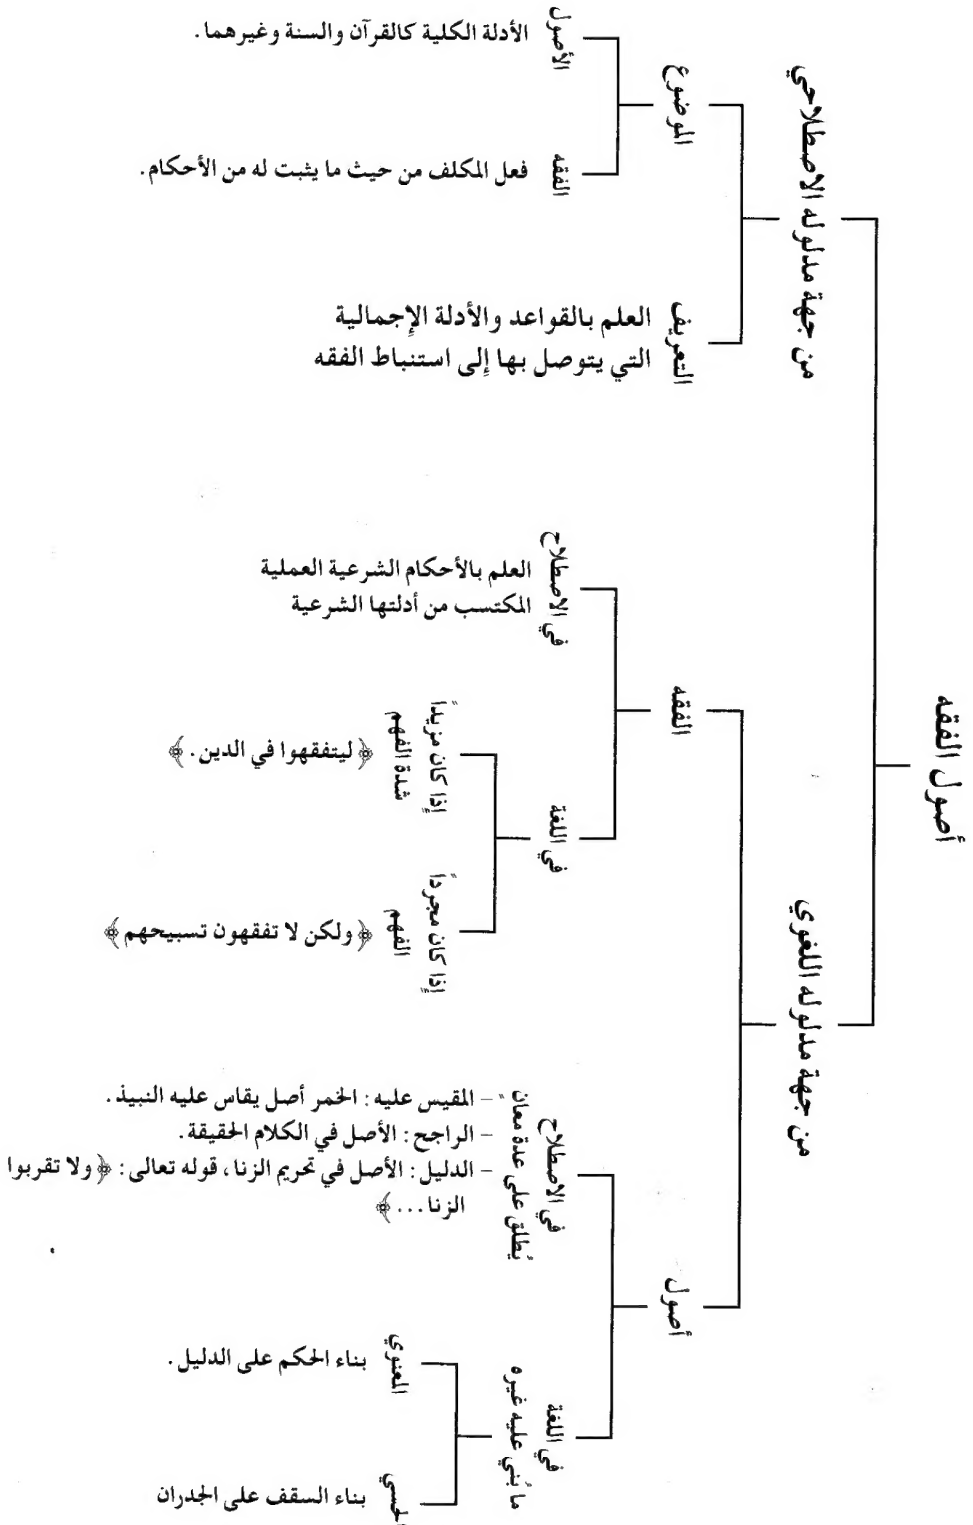 أصول الفقه
من جهة مدلوله اللغوي
من جهة مدلوله الاصطلاحي
أصول
في اللغة
ما بُني عليه غيره
الحسي
بناء السقف على الجدران
المعنوي
بناء الحكم على الدليل.
في الاصطلاح
يُطلق على عدة معان
– المقيس عليه: الخمر أصل يقاس عليه النبيذ.
– الراجح: الأصل في الكلام الحقيقة.
– الدليل: الأصل في تحريم الزنا، قوله تعالى: ﴿ولا تقربوا
الزنا...﴾
الفقه
في اللغة
إذا كان مجرداً
الفهم
﴿ولكن لا تفقهون تسبيحهم﴾
إذا كان مزيداً
شدة الفهم
﴿ليتفقهوا في الدين.﴾
في الاصطلاح
العلم بالأحكام الشرعية العملية
المكتسب من أدلتها الشرعية
التعريف
العلم بالقواعد والأدلة الإجمالية
التي يتوصل بها إلى استنباط الفقه
الموضوع
الفقه
فعل المكلف من حيث ما يثبت له من الأحكام.
الأصول
الأدلة الكلية كالقرآن والسنة وغيرهما.